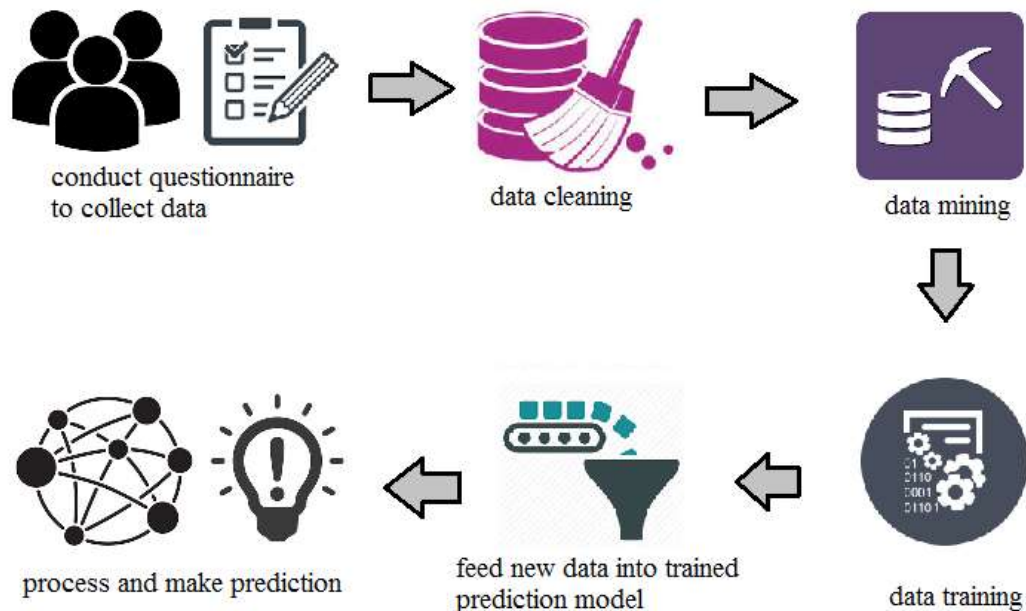 conduct questionnaire
to collect data
data cleaning
data mining
process and make prediction
feed new data into trained
prediction model
data training